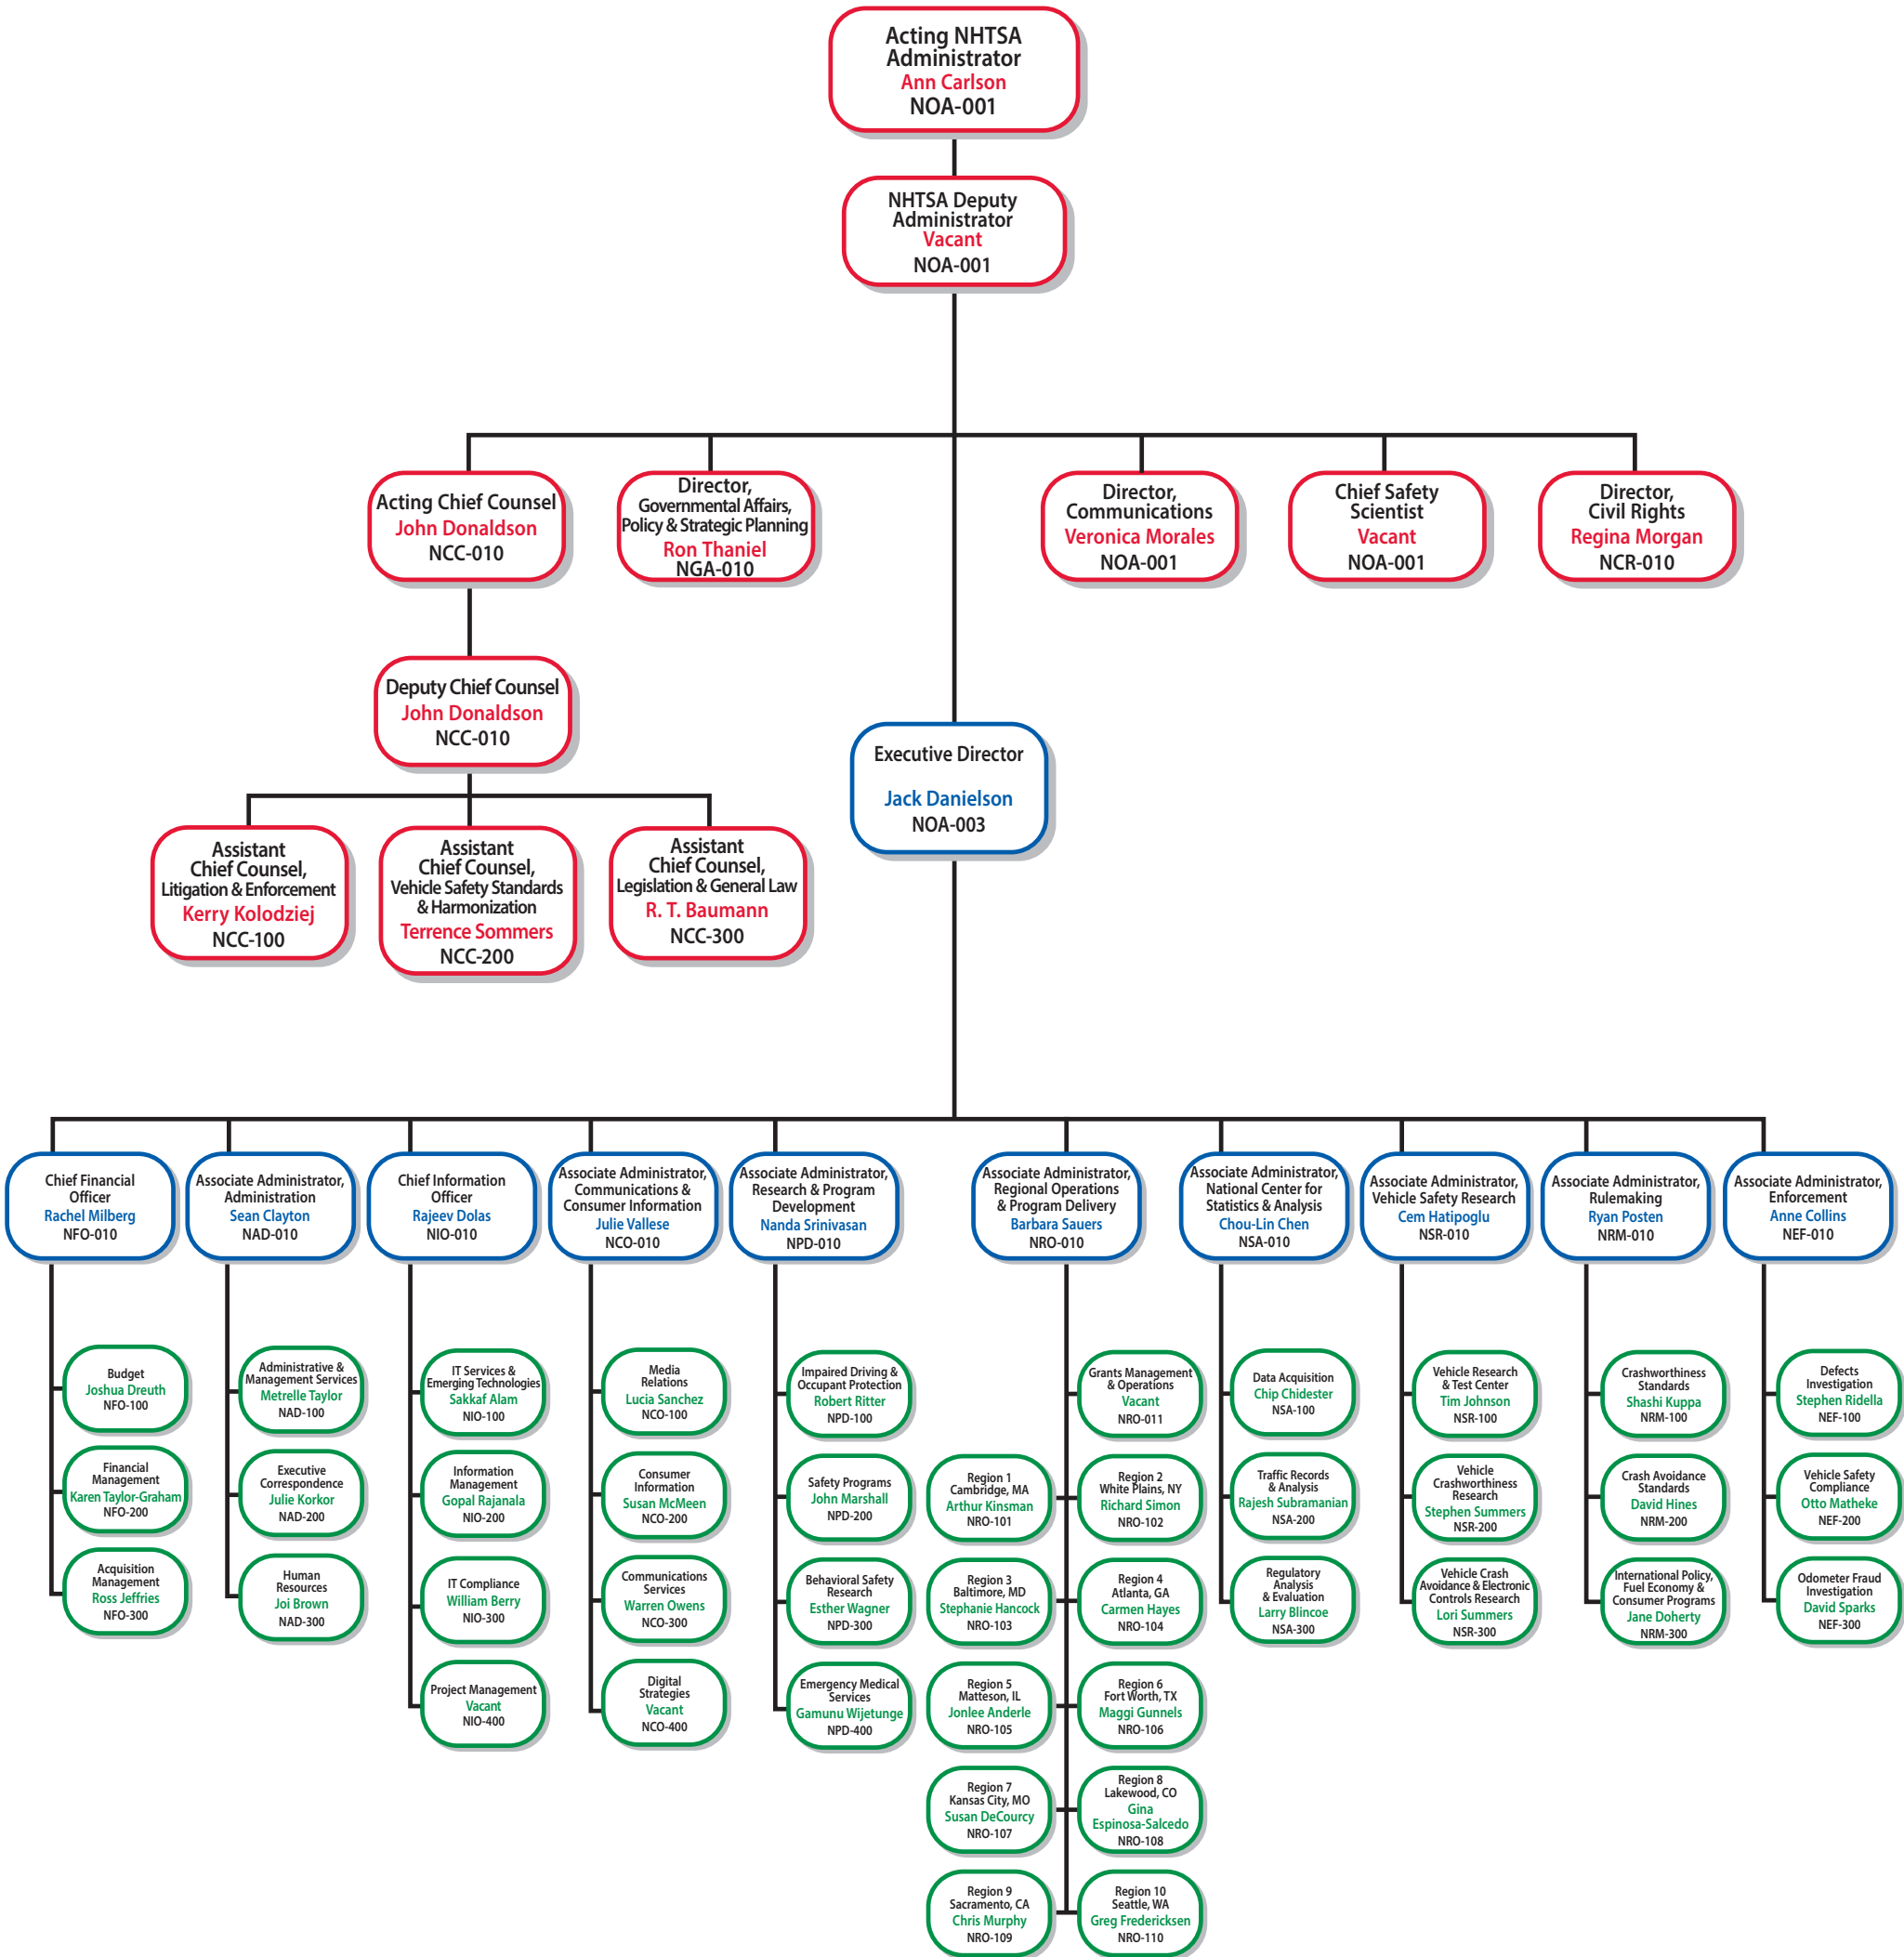 Acting NHTSA
Administrator
Ann Carlson
NOA-001
NHTSA Deputy
Administrator
Vacant
NOA-001
Acting Chief Counsel
John Donaldson
NCC-010
Director,
Governmental Affairs,
Policy & Strategic Planning
Ron Thaniel
NGA-010
Director,
Communications
Veronica Morales
NOA-001
Chief Safety
Scientist
Vacant
NOA-001
Director,
Civil Rights
Regina Morgan
NCR-010
Deputy Chief Counsel
John Donaldson
NCC-010
Executive Director
Jack Danielson
NOA-003
Assistant
Chief Counsel,
Litigation & Enforcement
Kerry Kolodziej
NCC-100
Assistant
Chief Counsel,
Vehicle Safety Standards
& Harmonization
Terrence Sommers
NCC-200
Assistant
Chief Counsel,
Legislation & General Law
R. T. Baumann
NCC-300
Chief Financial
Officer
Rachel Milberg
NFO-010
Associate Administrator,
Administration
Sean Clayton
NAD-010
Chief Information
Officer
Rajeev Dolas
NIO-010
Associate Administrator,
Communications &
Consumer Information
Julie Vallese
NCO-010
Associate Administrator,
Research & Program
Development
Nanda Srinivasan
NPD-010
Associate Administrator,
Regional Operations
& Program Delivery
Barbara Sauers
NRO-010
Associate Administrator,
National Center for
Statistics & Analysis
Chou-Lin Chen
NSA-010
Associate Administrator,
Vehicle Safety Research
Cem Hatipoglu
NSR-010
Associate Administrator,
Rulemaking
Ryan Posten
NRM-010
Associate Administrator,
Enforcement
Anne Collins
NEF-010
Budget
Joshua Dreuth
NFO-100
Financial
Management
Karen Taylor-Graham
NFO-200
Acquisition
Management
Ross Jeffries
NFO-300
Administrative &
Management Services
Metrelle Taylor
NAD-100
Executive
Correspondence
Julie Korkor
NAD-200
Human
Resources
Joi Brown
NAD-300
IT Services &
Emerging Technologies
Sakkaf Alam
NIO-100
Information
Management
Gopal Rajanala
NIO-200
IT Compliance
William Berry
NIO-300
Project Management
Vacant
NIO-400
Media
Relations
Lucia Sanchez
NCO-100
Consumer
Information
Susan McMeen
NCO-200
Communications
Services
Warren Owens
NCO-300
Digital
Strategies
Vacant
NCO-400
Impaired Driving &
Occupant Protection
Robert Ritter
NPD-100
Safety Programs
John Marshall
NPD-200
Behavioral Safety
Research
Esther Wagner
NPD-300
Emergency Medical
Services
Gamunu Wijetunge
NPD-400
Grants Management
& Operations
Vacant
NRO-011
Region 1
Cambridge, MA
Arthur Kinsman
NRO-101
Region 2
White Plains, NY
Richard Simon
NRO-102
Region 3
Baltimore, MD
Stephanie Hancock
NRO-103
Region 4
Atlanta, GA
Carmen Hayes
NRO-104
Region 5
Matteson, IL
Jonlee Anderle
NRO-105
Region 6
Fort Worth, TX
Maggi Gunnels
NRO-106
Region 7
Kansas City, MO
Susan DeCourcy
NRO-107
Region 8
Lakewood, CO
Gina
Espinosa-Salcedo
NRO-108
Region 9
Sacramento, CA
Chris Murphy
NRO-109
Region 10
Seattle, WA
Greg Fredericksen
NRO-110
Data Acquisition
Chip Chidester
NSA-100
Traffic Records
& Analysis
Rajesh Subramanian
NSA-200
Regulatory
Analysis
& Evaluation
Larry Blincoe
NSA-300
Vehicle Research
& Test Center
Tim Johnson
NSR-100
Vehicle
Crashworthiness
Research
Stephen Summers
NSR-200
Vehicle Crash
Avoidance & Electronic
Controls Research
Lori Summers
NSR-300
Crashworthiness
Standards
Shashi Kuppa
NRM-100
Crash Avoidance
Standards
David Hines
NRM-200
International Policy,
Fuel Economy &
Consumer Programs
Jane Doherty
NRM-300
Defects
Investigation
Stephen Ridella
NEF-100
Vehicle Safety
Compliance
Otto Matheke
NEF-200
Odometer Fraud
Investigation
David Sparks
NEF-300